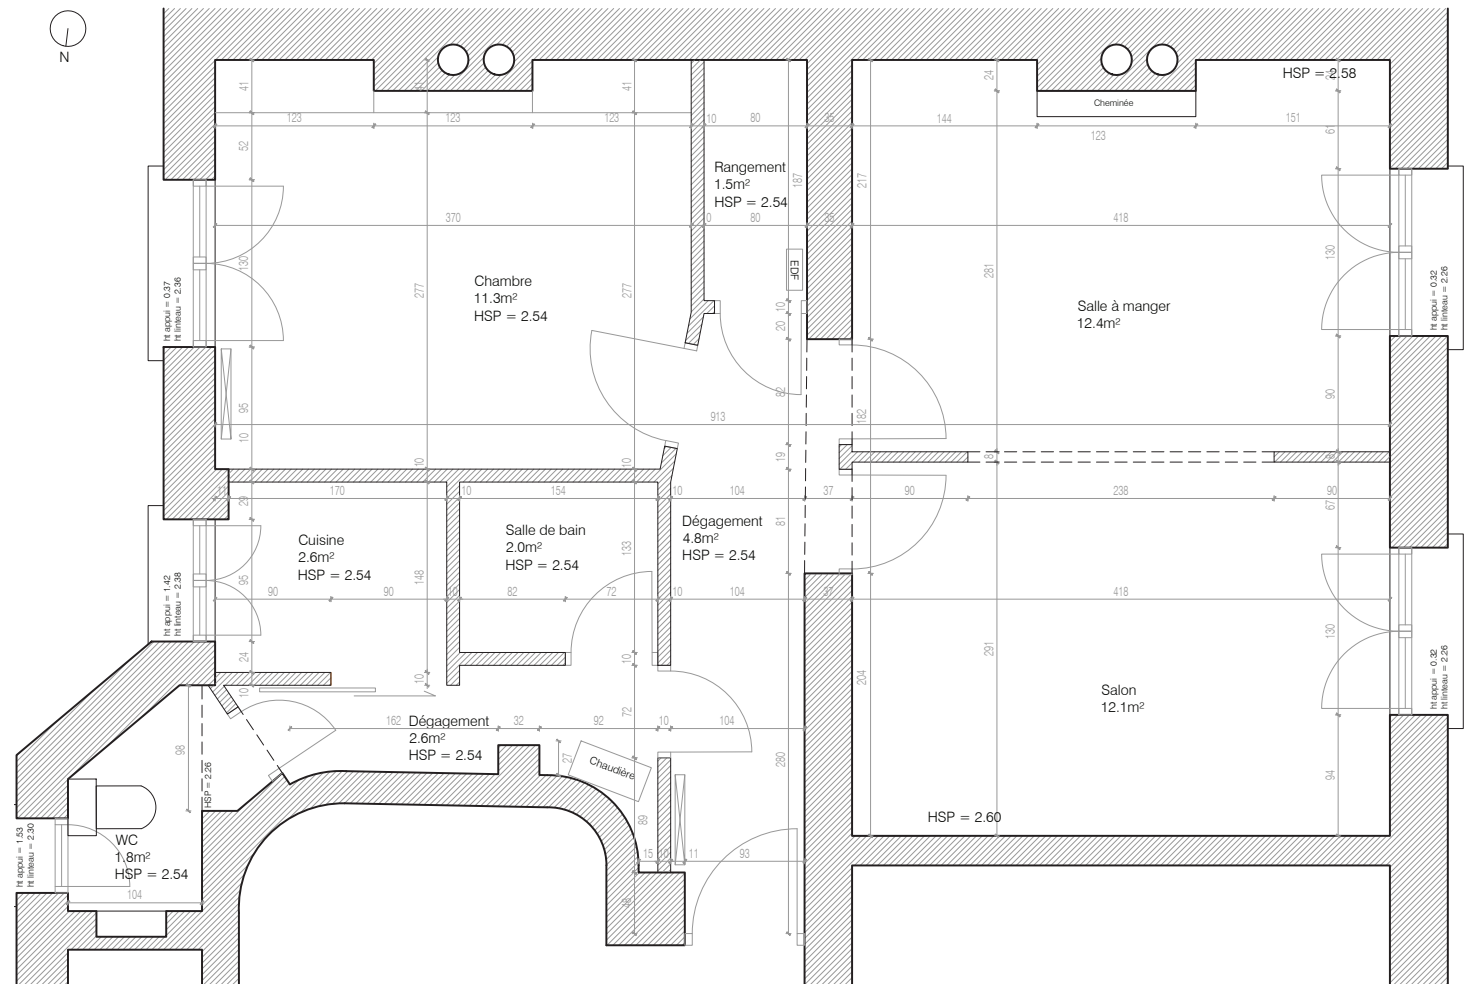 N
HSP = 2.58
Cheminée
41
41
41
24
123
123
123
10
80
35
144
123
151
61
52
Rangement
1.5m²
HSP = 2.54
187
217
370
80
35
418
130
277
277
281
130
EDF
ht appui = 0.37
ht linteau = 2.36
ht appui = 0.32
ht linteau = 2.26
Chambre
11.3m²
HSP = 2.54
Salle à manger
12.4m²
10
20
82
95
90
913
182
10
10
10
19
8
170
10
154
10
104
37
90
238
90
29
67
Cuisine
2.6m²
HSP = 2.54
Salle de bain
2.0m²
HSP = 2.54
Dégagement
4.8m²
HSP = 2.54
81
133
148
95
130
ht appui = 1.42
ht linteau = 2.38
90
90
10
82
72
10
104
37
418
24
10
10
10
291
204
ht appui = 0.32
ht linteau = 2.26
Salon
12.1m²
98
162
Dégagement
2.6m²
HSP = 2.54
32
92
72
10
104
27
Chaudière
280
94
HSP = 2.26
HSP = 2.60
89
WC
1.8m²
HSP = 2.54
ht appui = 1.53
ht linteau = 2.30
15
10
11
93
104
48